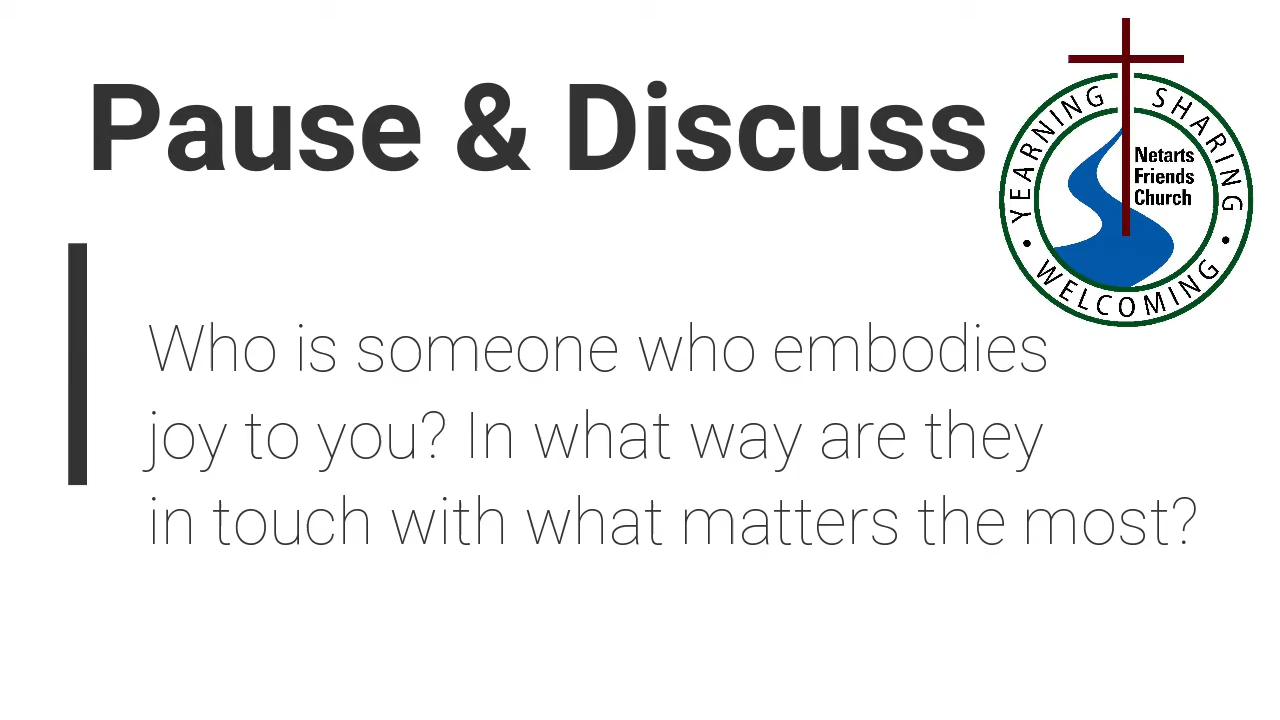 Pause & Discuss
YEARNING • SHARING • WELCOMING
Netarts
Friends
Church
Who is someone who embodies
joy to you? In what way are they
in touch with what matters the most?